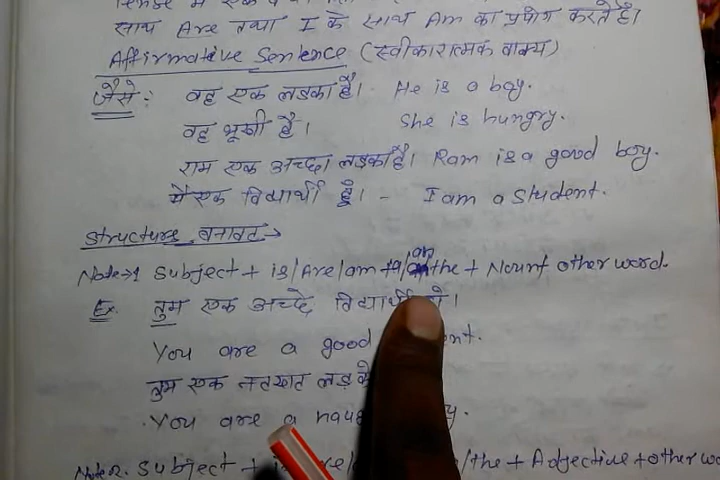 साथ Are तथा I के साथ Am का प्रयोग करते हैं।
Affirmative Sentence (स्वीकारात्मक वाक्य)
जैसे: वह एक लडका है। He is a boy.
वह भूखी है। She is hungry.
राम एक अच्छा लड़का है। Ram is a good boy.
मैं एक विद्यार्थी हूँ। - I am a Student.
Structure बनावट→
Note→1 Subject + is/Are/am + a/an/the + Noun + other word.
Ex. तुम एक अच्छे विद्यार्थी
You are a good
तुम एक नटखट लड़के
You are a
Note 2. Subject + /the + Adjective + other